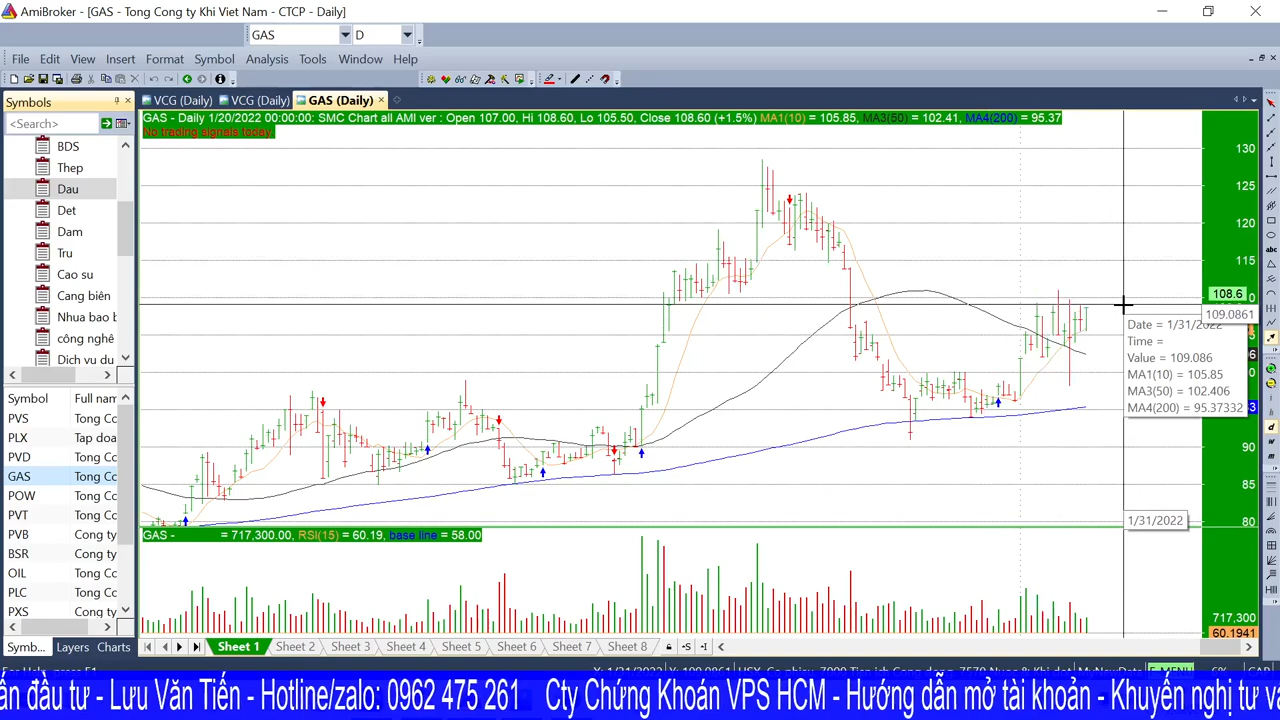 AmiBroker - [GAS - Tong Cong ty Khi Viet Nam - CTCP - Daily]
GAS D
File Edit View Insert Format Symbol Analysis Tools Window Help
Symbols
VCG (Daily) VCG (Daily) GAS (Daily)
GAS - Daily 1/20/2022 00:00:00: SMC Chart all AMI ver : Open 107.00, Hi 108.60, Lo 105.50, Close 108.60 (+1.5%) MA1(10) = 105.85, MA3(50) = 102.41, MA4(200) = 95.37
No trading signals today.
<Search>
BDS
Thep
Dau
Det
Dam
Tru
Cao su
Cang biên
Nhua bao b
công nghê
Dich vu du
130
125
120
115
108.6
109.0861
90
85
80
Date = 1/31/2022
Time =
Value = 109.086
MA1(10) = 105.85
MA3(50) = 102.406
MA4(200) = 95.37332
1/31/2022
Symbol Full nam
PVS Tong Co
PLX Tap doa
PVD Tong Co
GAS Tong Co
POW Tong Co
PVT Tong Co
PVB Cong ty
BSR Cong ty
OIL Tong Co
PLC Tong Co
PXS Cong ty
GAS - = 717,300.00, RSI(15) = 60.19, base line = 58.00
717,300
60.1941
Symb... Layers Charts
Sheet 1 Sheet 2 Sheet 3 Sheet 4 Sheet 5 Sheet 6 Sheet 7 Sheet 8
ấn đầu tư - Lưu Văn Tiến - Hotline/zalo: 0962 475 261 Cty Chứng Khoán VPS HCM - Hướng dẫn mở tài khoản - Khuyến nghị tư vấ